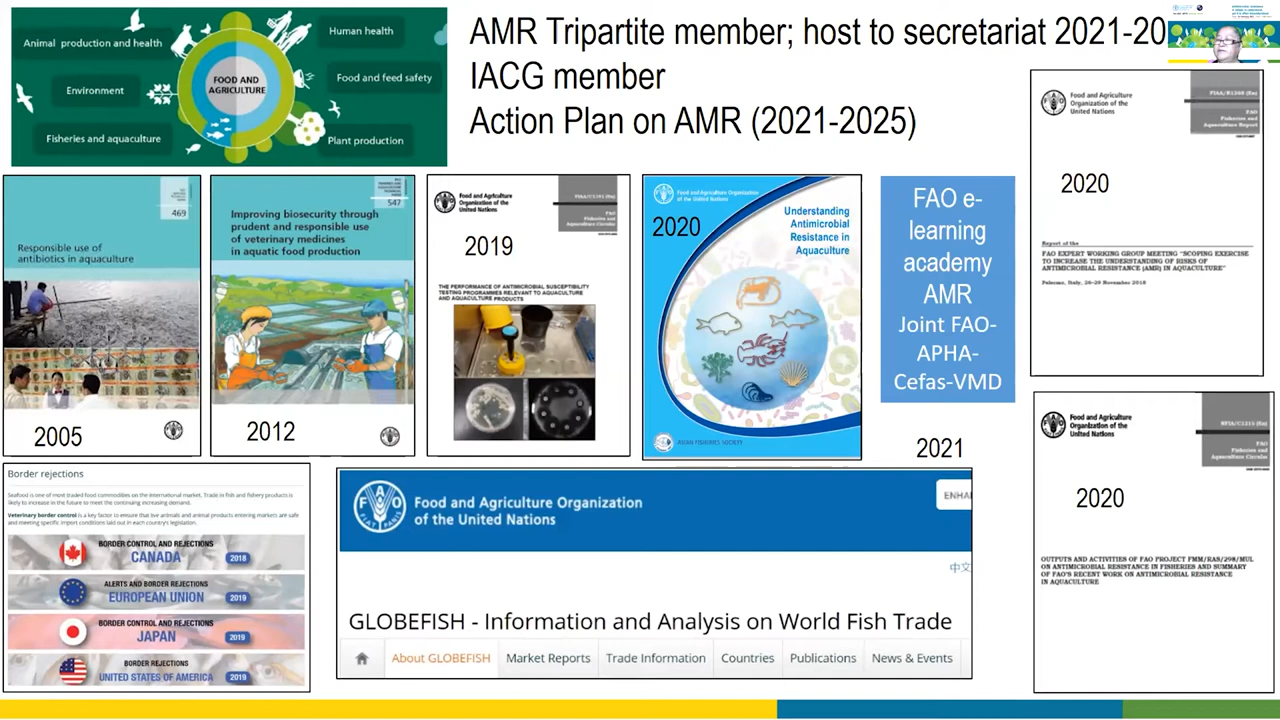 Animal production and health
Human health
FOOD AND
AGRICULTURE
Food and feed safety
Environment
Fisheries and aquaculture
Plant production
AMR Tripartite member; host to secretariat 2021-20
IACG member
Action Plan on AMR (2021-2025)
469
Responsible use of
antibiotics in aquaculture
2005
547
Improving biosecurity through
prudent and responsible use
of veterinary medicines
in aquatic food production
2012
Food and Agriculture
Organization of the
United Nations
FAO
Fisheries and
Aquaculture Circular
2019
THE PERFORMANCE OF ANTIMICROBIAL SUSCEPTIBILITY
TESTING PROGRAMMES RELEVANT TO AQUACULTURE
AND AQUACULTURE PRODUCTS
Food and Agriculture Organization
of the United Nations
2020
Understanding
Antimicrobial
Resistance in
Aquaculture
ASIAN FISHERIES SOCIETY
FAO e-
learning
academy
AMR
Joint FAO-
APHA-
Cefas-VMD
2021
Food and Agriculture
Organization of the
United Nations
FAO
Fisheries and
Aquaculture Report
2020
Report of the
FAO EXPERT WORKING GROUP MEETING "SCOPING EXERCISE
TO INCREASE THE UNDERSTANDING OF RISKS OF
ANTIMICROBIAL RESISTANCE (AMR) IN AQUACULTURE"
Palermo, Italy, 26–29 November 2018
Food and Agriculture
Organization of the
United Nations
FAO
Fisheries and
Aquaculture Circular
2020
OUTPUTS AND ACTIVITIES OF FAO PROJECT FMM/RAS/298/MUL
ON ANTIMICROBIAL RESISTANCE IN FISHERIES AND SUMMARY
OF FAO'S RECENT WORK ON ANTIMICROBIAL RESISTANCE
IN AQUACULTURE
Border rejections
Seafood is one of most traded food commodities on the international market. Trade in fish and fishery products is
likely to increase in the future to meet the continuing increasing demand.
Veterinary border control is a key factor to ensure that live animals and animal products entering markets are safe
and meeting specific import conditions laid out in each country's legislation.
BORDER CONTROL AND REJECTIONS
CANADA 2018
ALERTS AND BORDER REJECTIONS
EUROPEAN UNION 2019
BORDER CONTROL AND REJECTIONS
JAPAN 2019
BORDER REJECTIONS
UNITED STATES OF AMERICA 2019
Food and Agriculture Organization
of the United Nations
ENHA
中文
GLOBEFISH - Information and Analysis on World Fish Trade
About GLOBEFISH Market Reports Trade Information Countries Publications News & Events